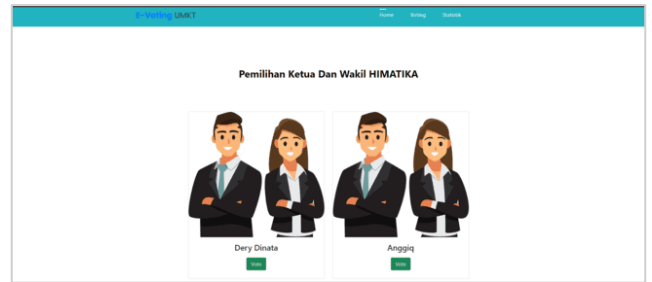 E-Voting UMKT
Home Voting Statistik
Pemilihan Ketua Dan Wakil HIMATIKA
Dery Dinata
Anggiq
Vote
Vote